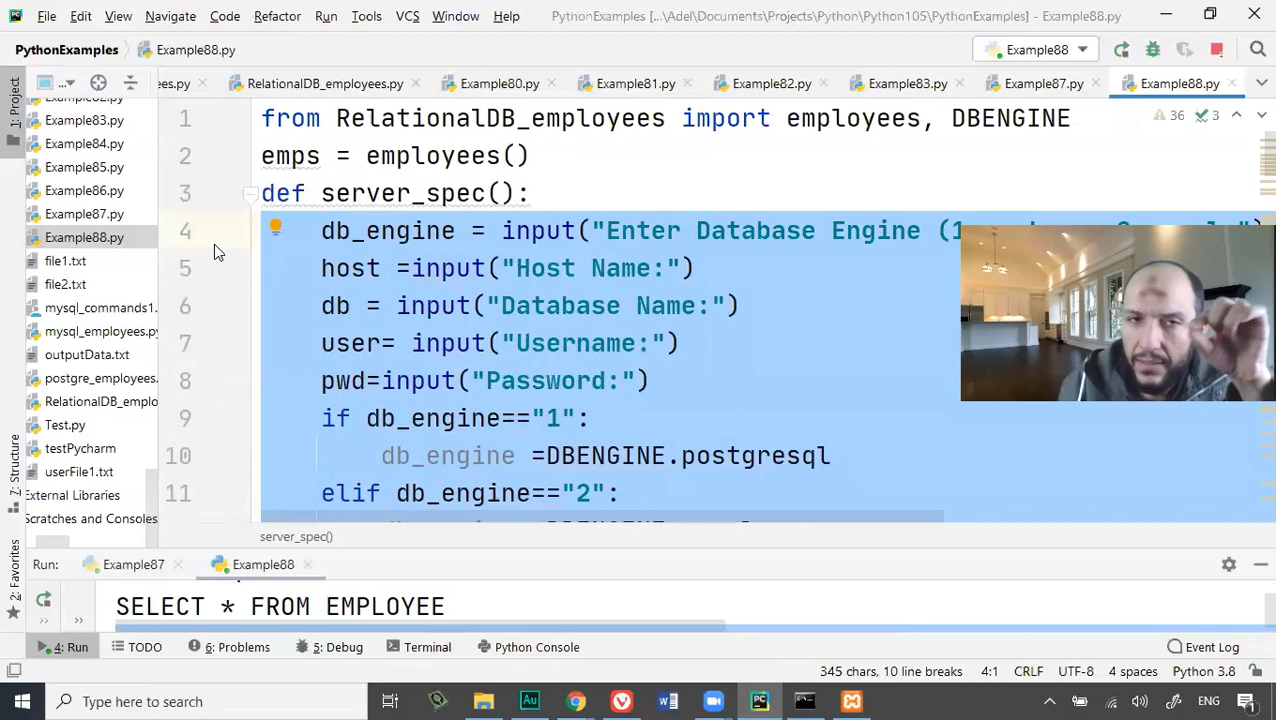 File Edit View Navigate Code Refactor Run Tools VCS Window Help PythonExamples [...\Adel\Documents\Projects\Python\Python105\PythonExamples] - Example88.py
PythonExamples Example88.py Example88
ees.py RelationalDB_employees.py Example80.py Example81.py Example82.py Example83.py Example87.py Example88.py
1: Project
Example83.py
Example84.py
Example85.py
Example86.py
Example87.py
Example88.py
file1.txt
file2.txt
mysql_commands1.
mysql_employees.py
outputData.txt
postgre_employees.
RelationalDB_emplo
Test.py
testPycharm
userFile1.txt
External Libraries
Scratches and Consoles
7: Structure
2: Favorites
36 3
1 from RelationalDB_employees import employees, DBENGINE
2 emps = employees()
3 def server_spec():
4 db_engine = input("Enter Database Engine (1
5 host =input("Host Name:")
6 db = input("Database Name:")
7 user= input("Username:")
8 pwd=input("Password:")
9 if db_engine=="1":
10 db_engine =DBENGINE.postgresql
11 elif db_engine=="2":
server_spec()
Run: Example87 Example88
SELECT * FROM EMPLOYEE
4: Run TODO 6: Problems 5: Debug Terminal Python Console Event Log
345 chars, 10 line breaks 4:1 CRLF UTF-8 4 spaces Python 3.8
Type here to search ENG